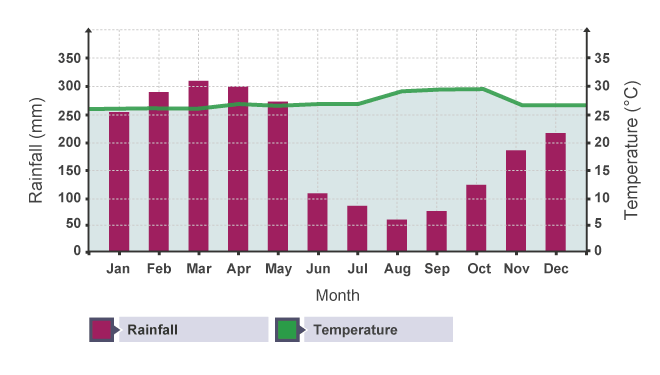 Rainfall (mm)
350
300
250
200
150
100
50
0
35
30
25
20
15
10
5
0
Temperature (°C)
Jan Feb Mar Apr May Jun Jul Aug Sep Oct Nov Dec
Month
Rainfall
Temperature